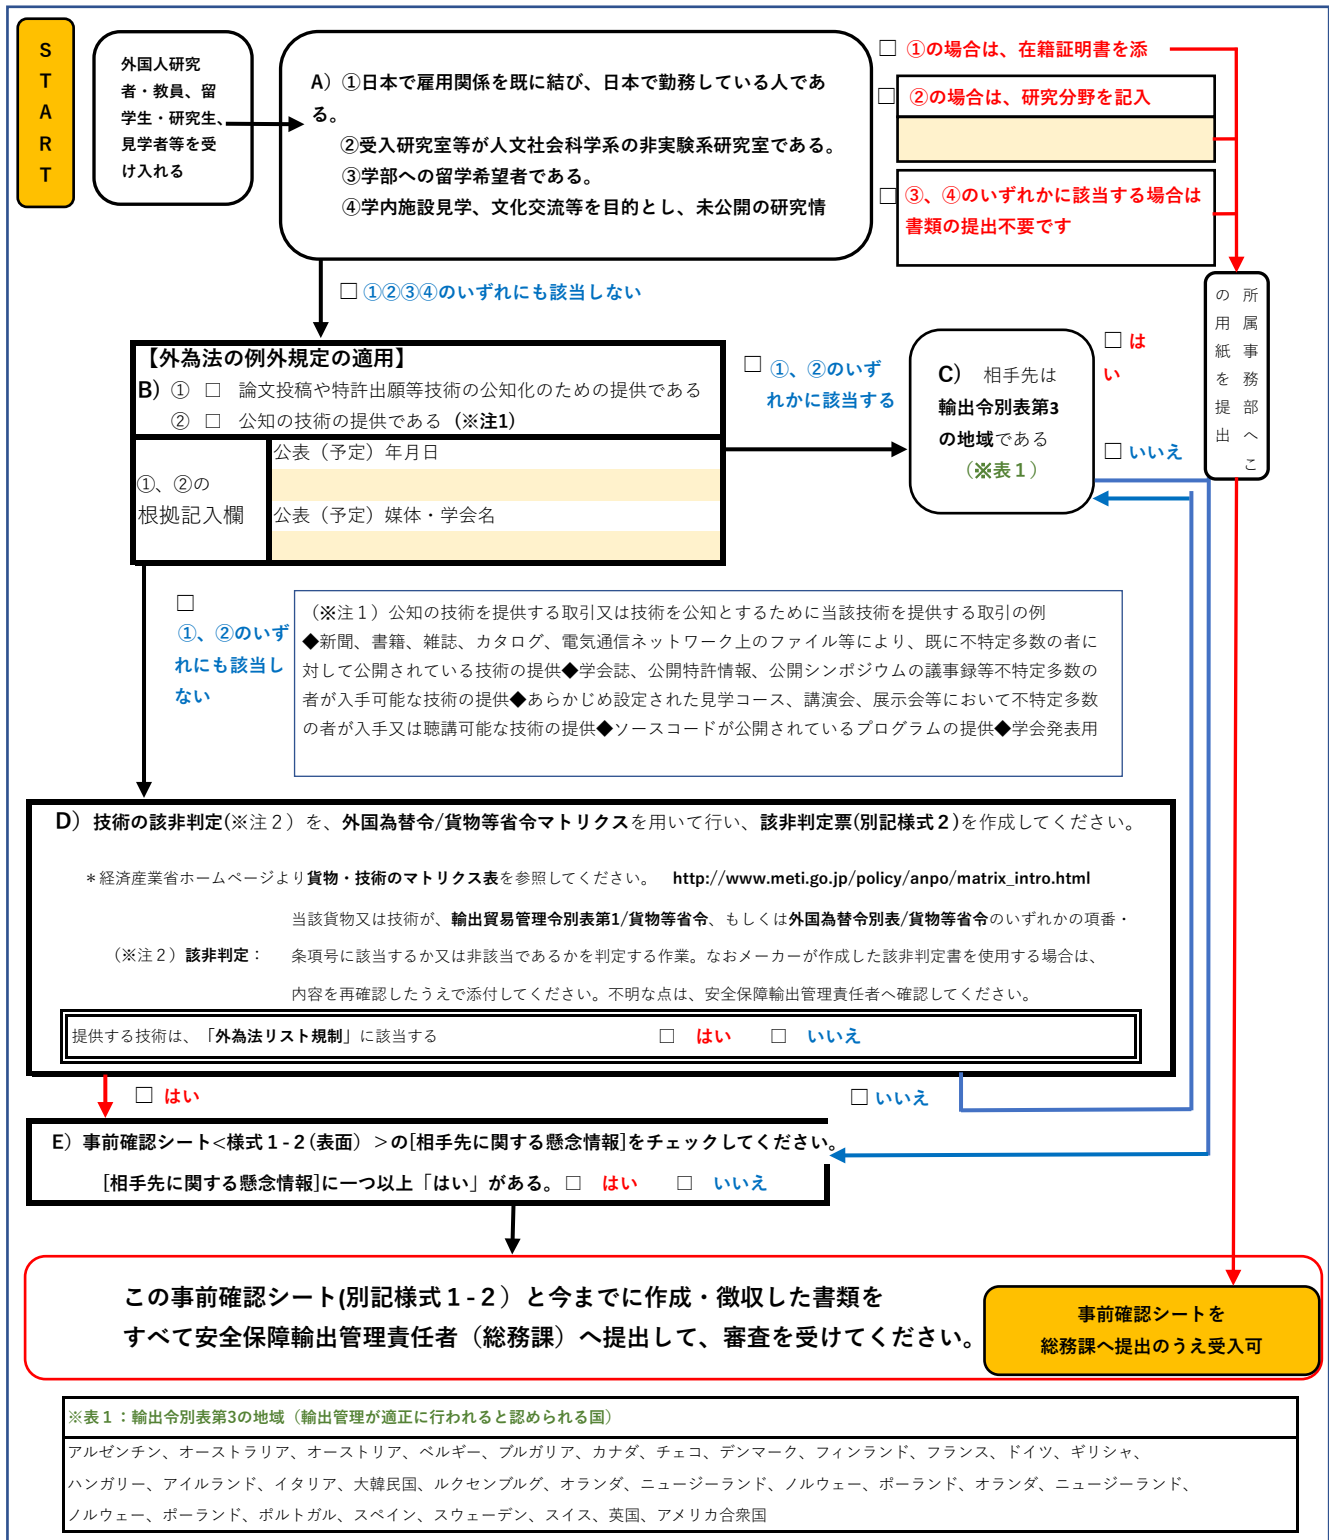 START
外国人研究
者・教員、留
学生・研究生、
見学者等を受
け入れる
A）①日本で雇用関係を既に結び、日本で勤務している人であ
る。
②受入研究室等が人文社会科学系の非実験系研究室である。
③学部への留学希望者である。
④学内施設見学、文化交流等を目的とし、未公開の研究情
□ ①の場合は、在籍証明書を添
□ ②の場合は、研究分野を記入
□ ③、④のいずれかに該当する場合は
書類の提出不要です
所属事務部へこ
の用紙を提出
□ ①②③④のいずれにも該当しない
【外為法の例外規定の適用】
B）① □ 論文投稿や特許出願等技術の公知化のための提供である
② □ 公知の技術の提供である（※注1）
①、②の
根拠記入欄
公表（予定）年月日
公表（予定）媒体・学会名
□ ①、②のいず
れかに該当する
C） 相手先は
輸出令別表第3
の地域である
（※表１）
□ は
い
□ いいえ
□
①、②のいず
れにも該当し
ない
（※注１）公知の技術を提供する取引又は技術を公知とするために当該技術を提供する取引の例
◆新聞、書籍、雑誌、カタログ、電気通信ネットワーク上のファイル等により、既に不特定多数の者に
対して公開されている技術の提供◆学会誌、公開特許情報、公開シンポジウムの議事録等不特定多数の
者が入手可能な技術の提供◆あらかじめ設定された見学コース、講演会、展示会等において不特定多数
の者が入手又は聴講可能な技術の提供◆ソースコードが公開されているプログラムの提供◆学会発表用
D）技術の該非判定(※注２）を、外国為替令/貨物等省令マトリクスを用いて行い、該非判定票(別記様式２)を作成してください。
＊経済産業省ホームページより貨物・技術のマトリクス表を参照してください。 http://www.meti.go.jp/policy/anpo/matrix_intro.html
当該貨物又は技術が、輸出貿易管理令別表第1/貨物等省令、もしくは外国為替令別表/貨物等省令のいずれかの項番・
（※注２）該非判定： 条項号に該当するか又は非該当であるかを判定する作業。なおメーカーが作成した該非判定書を使用する場合は、
内容を再確認したうえで添付してください。不明な点は、安全保障輸出管理責任者へ確認してください。
提供する技術は、「外為法リスト規制」に該当する □ はい □ いいえ
□ はい
□ いいえ
E）事前確認シート<様式１-２(表面）>の[相手先に関する懸念情報]をチェックしてください。
[相手先に関する懸念情報]に一つ以上「はい」がある。□ はい □ いいえ
この事前確認シート(別記様式１-２）と今までに作成・徴収した書類を
すべて安全保障輸出管理責任者（総務課）へ提出して、審査を受けてください。
事前確認シートを
総務課へ提出のうえ受入可
※表１：輸出令別表第3の地域（輸出管理が適正に行われると認められる国）
アルゼンチン、オーストラリア、オーストリア、ベルギー、ブルガリア、カナダ、チェコ、デンマーク、フィンランド、フランス、ドイツ、ギリシャ、
ハンガリー、アイルランド、イタリア、大韓民国、ルクセンブルグ、オランダ、ニュージーランド、ノルウェー、ポーランド、オランダ、ニュージーランド、
ノルウェー、ポーランド、ポルトガル、スペイン、スウェーデン、スイス、英国、アメリカ合衆国